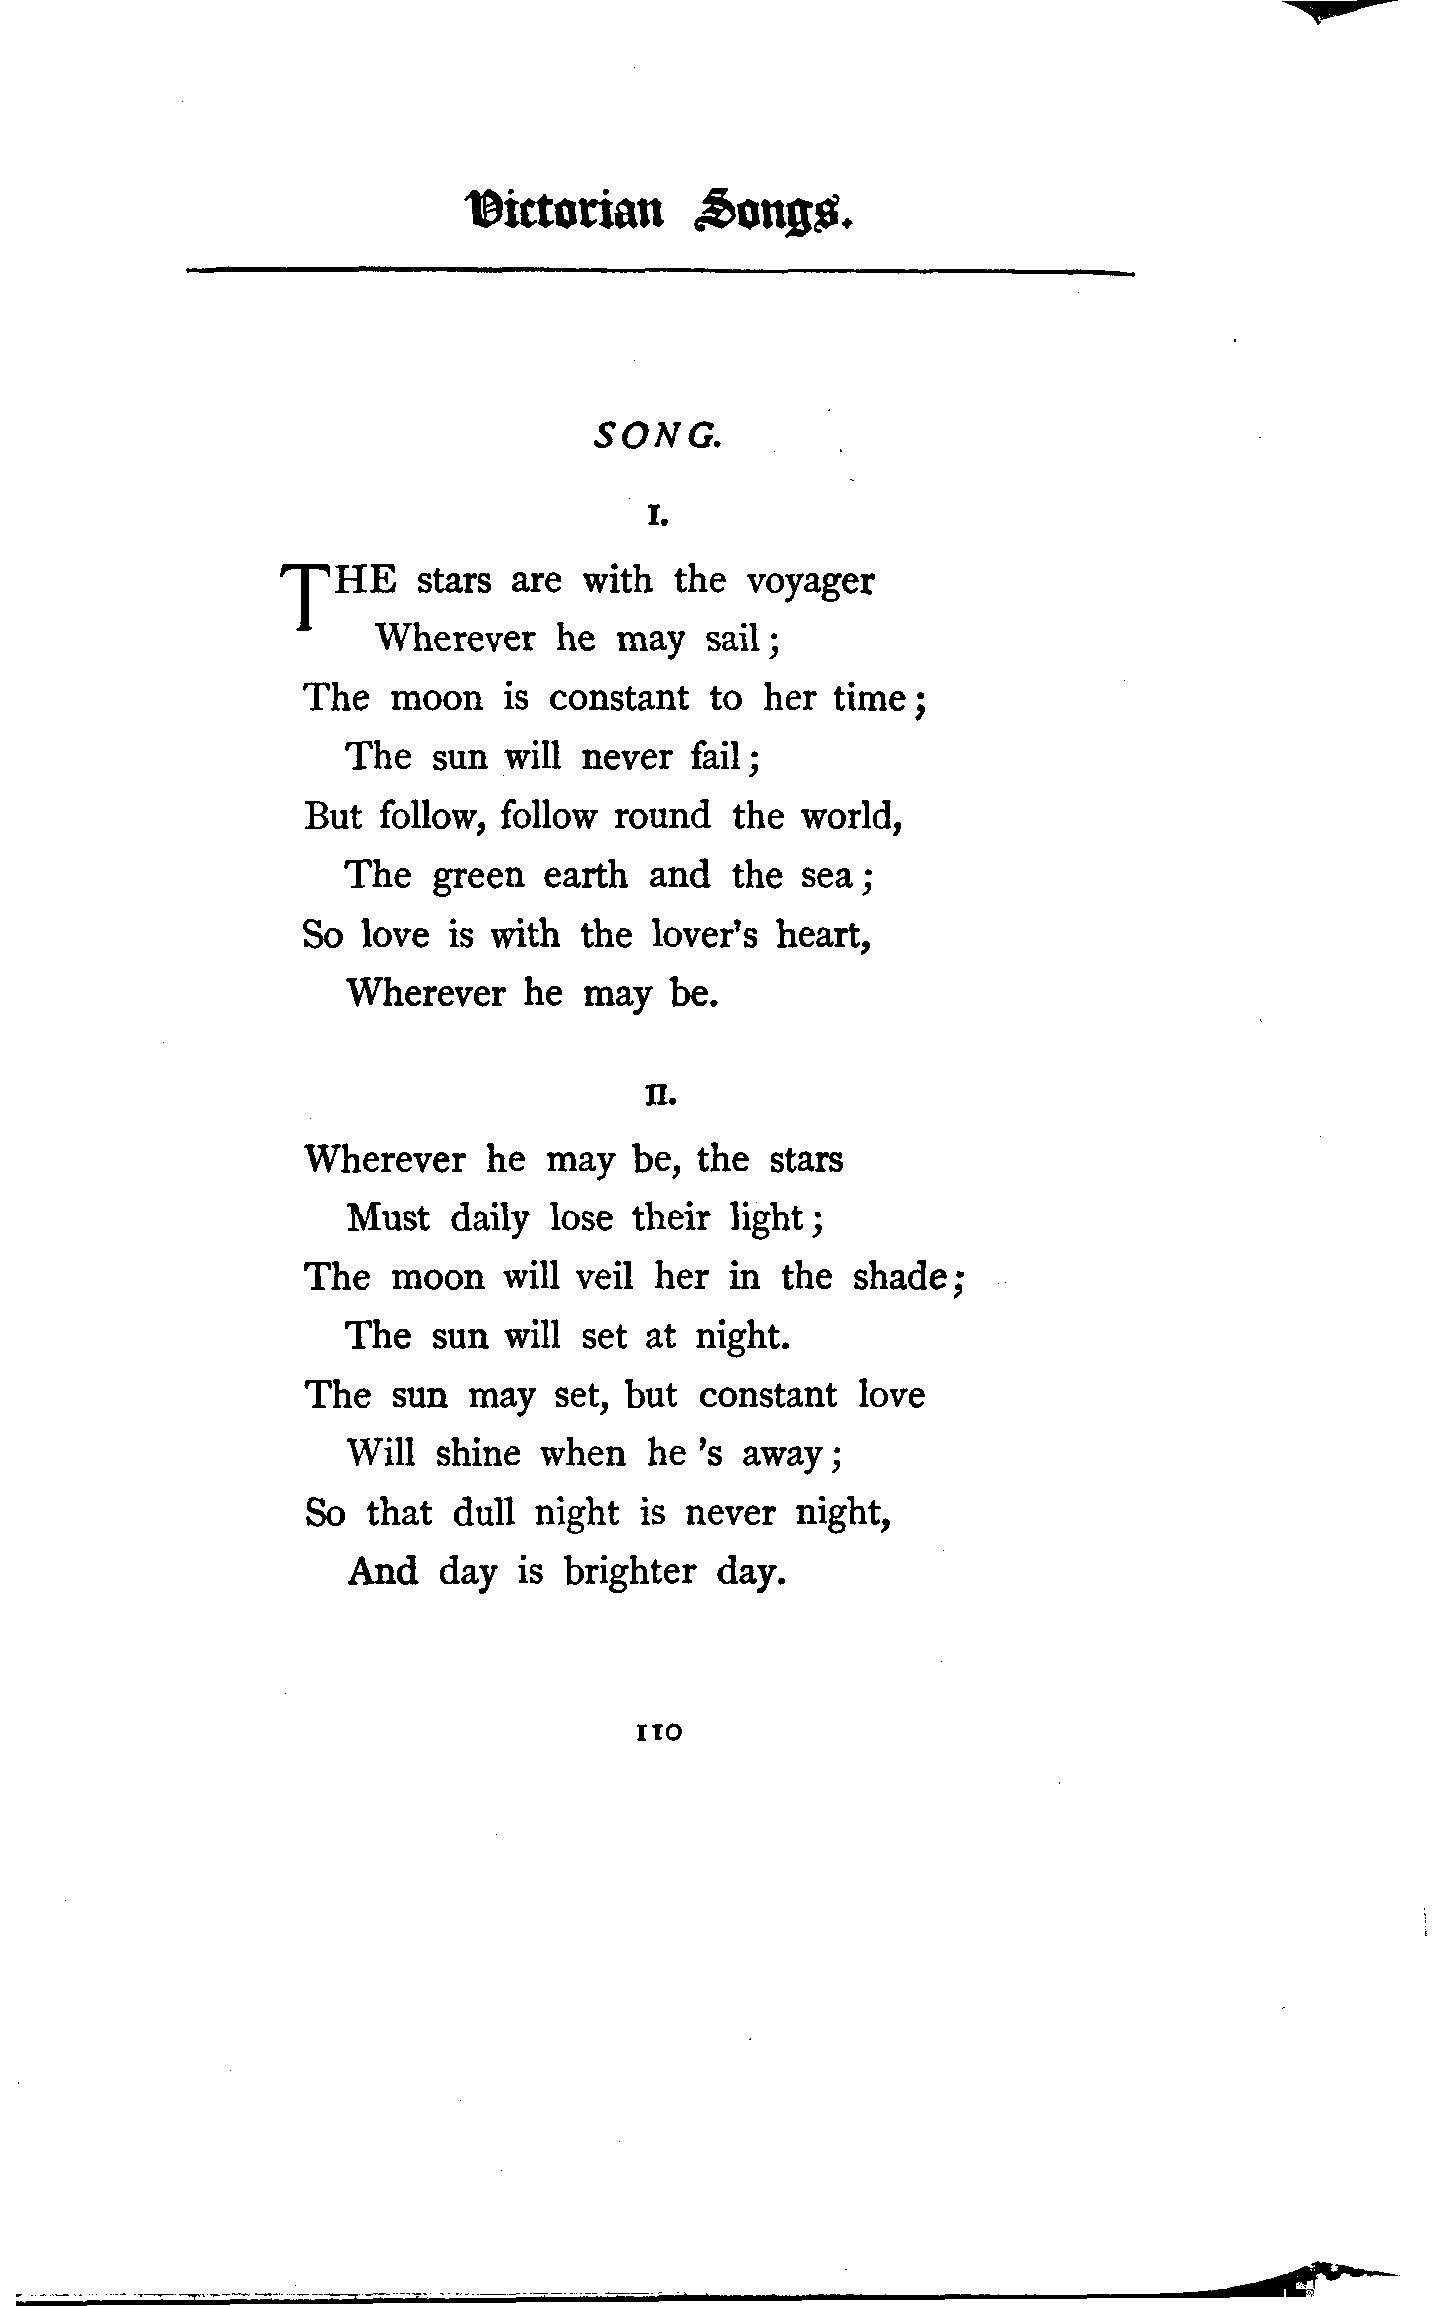 Victorian Songs.
SONG.
I.
THE stars are with the voyager
Wherever he may sail;
The moon is constant to her time;
The sun will never fail;
But follow, follow round the world,
The green earth and the sea;
So love is with the lover's heart,
Wherever he may be.
II.
Wherever he may be, the stars
Must daily lose their light;
The moon will veil her in the shade;
The sun will set at night.
The sun may set, but constant love
Will shine when he 's away;
So that dull night is never night,
And day is brighter day.
110